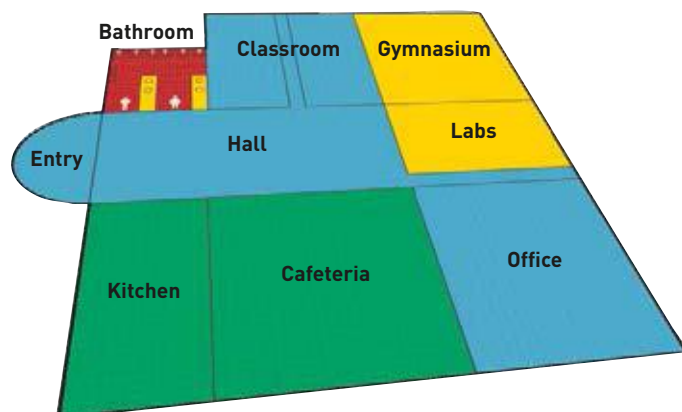 Bathroom
Classroom
Gymnasium
Entry
Hall
Labs
Kitchen
Cafeteria
Office